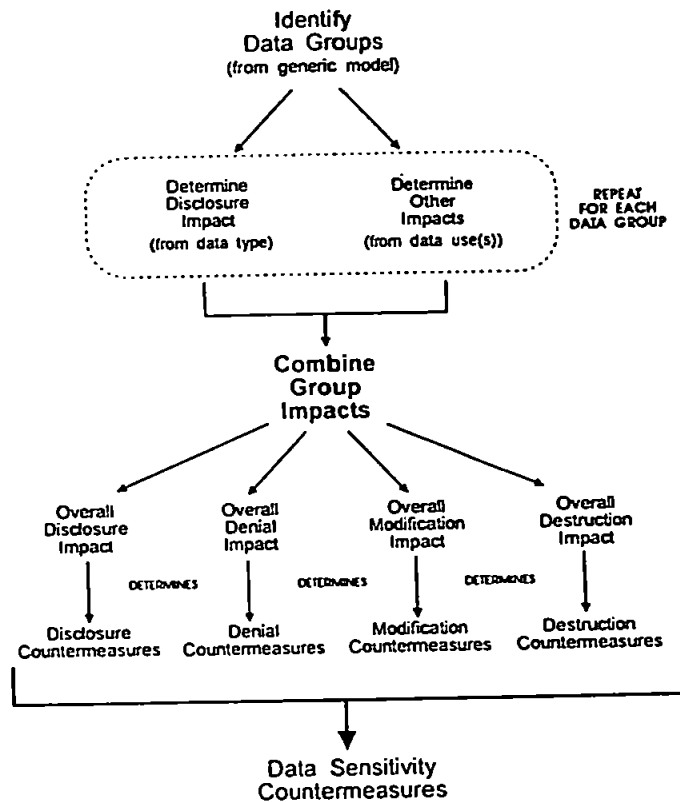 Identify
Data Groups
(from generic model)
Determine
Disclosure
Impact
(from data type)
Determine
Other
Impacts
(from data use(s))
REPEAT
FOR EACH
DATA GROUP
Combine
Group
Impacts
Overall
Disclosure
Impact
Overall
Denial
Impact
Overall
Modification
Impact
Overall
Destruction
Impact
DETERMINES
DETERMINES
DETERMINES
Disclosure
Countermeasures
Denial
Countermeasures
Modification
Countermeasures
Destruction
Countermeasures
Data Sensitivity
Countermeasures